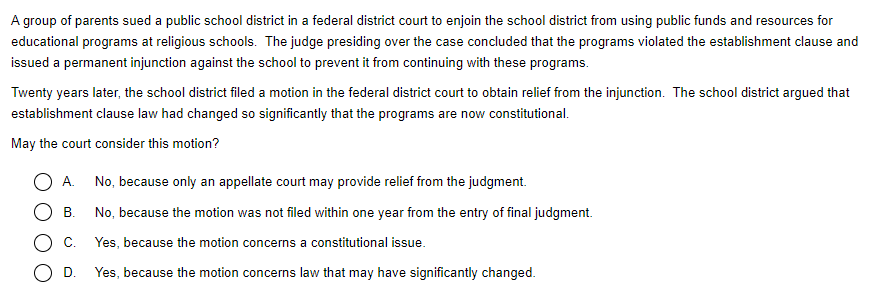 A group of parents sued a public school district in a federal district court to enjoin the school district from using public funds and resources for
educational programs at religious schools. The judge presiding over the case concluded that the programs violated the establishment clause and
issued a permanent injunction against the school to prevent it from continuing with these programs.
Twenty years later, the school district filed a motion in the federal district court to obtain relief from the injunction. The school district argued that
establishment clause law had changed so significantly that the programs are now constitutional.
May the court consider this motion?
A. No, because only an appellate court may provide relief from the judgment.
B. No, because the motion was not filed within one year from the entry of final judgment.
C. Yes, because the motion concerns a constitutional issue.
D. Yes, because the motion concerns law that may have significantly changed.